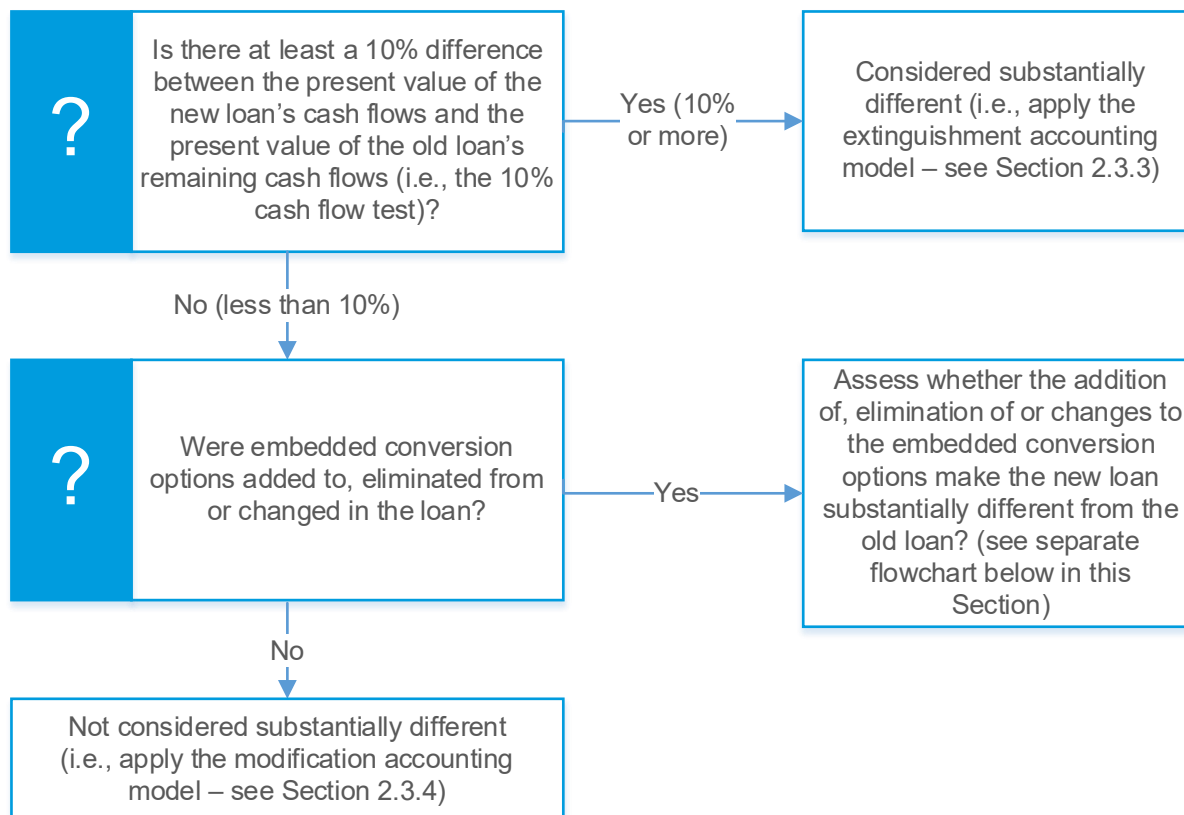 ?
Is there at least a 10% difference
between the present value of the
new loan’s cash flows and the
present value of the old loan’s
remaining cash flows (i.e., the 10%
cash flow test)?
Yes (10%
or more)
Considered substantially
different (i.e., apply the
extinguishment accounting
model – see Section 2.3.3)
No (less than 10%)
?
Were embedded conversion
options added to, eliminated from
or changed in the loan?
Yes
Assess whether the addition
of, elimination of or changes to
the embedded conversion
options make the new loan
substantially different from the
old loan? (see separate
flowchart below in this
Section)
No
Not considered substantially different
(i.e., apply the modification accounting
model – see Section 2.3.4)